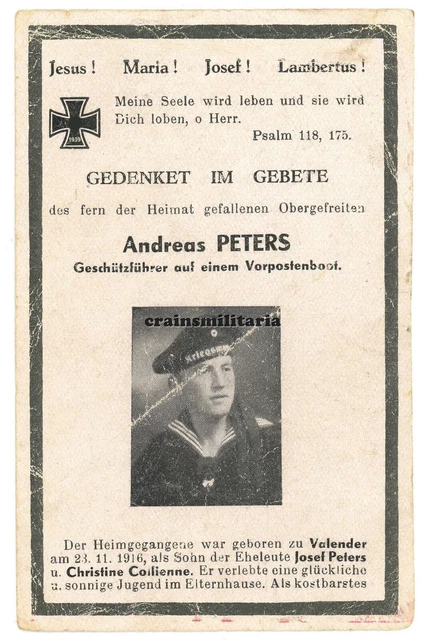 Jesus ! Maria ! Josef ! Lambertus !
Meine Seele wird leben und sie wird
Dich loben, o Herr.
Psalm 118, 175.
1939
GEDENKET IM GEBETE
des fern der Heimat gefallenen Obergefreiten
Andreas PETERS
Geschützführer auf einem Vorpostenboot.
crainsmilitaria
Kriegsm
Der Heimgegangene war geboren zu Valender
am 23. 11. 1916, als Sohn der Eheleute Josef Peters
u. Christine Collienne. Er verlebte eine glückliche
u. sonnige Jugend im Elternhause. Als kostbarstes